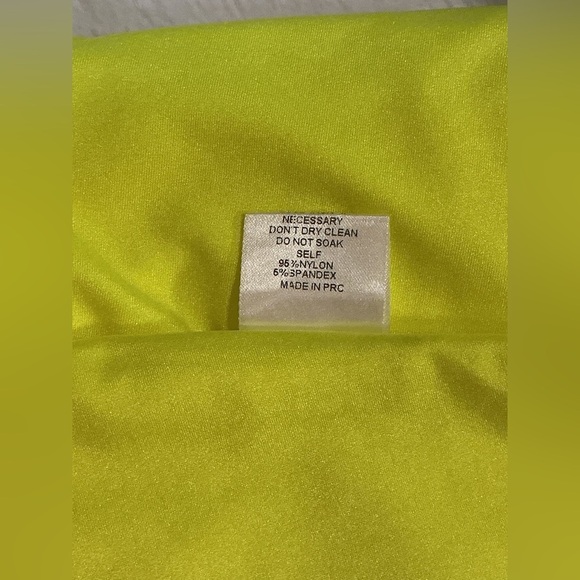 NECESSARY
DON'T DRY CLEAN
DO NOT SOAK
SELF
95%NYLON
5%SPANDEX
MADE IN PRC